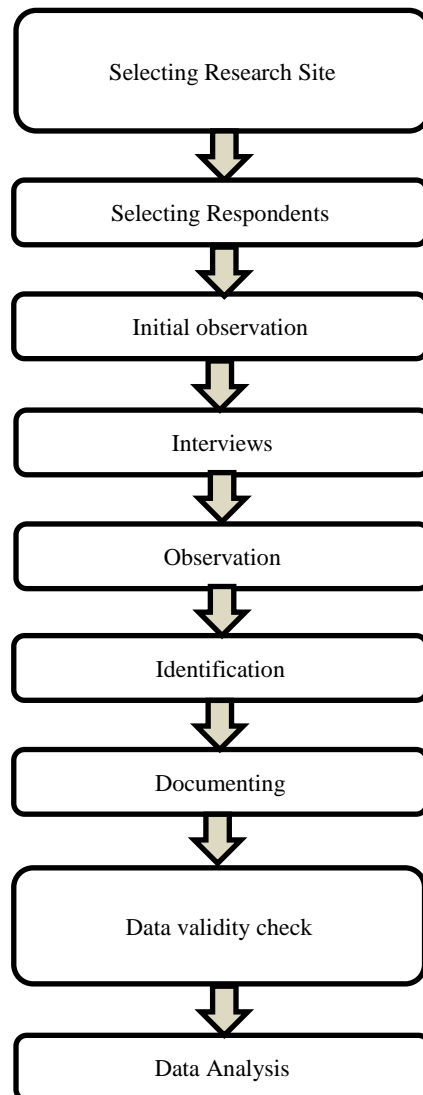 Selecting Research Site
Selecting Respondents
Initial observation
Interviews
Observation
Identification
Documenting
Data validity check
Data Analysis